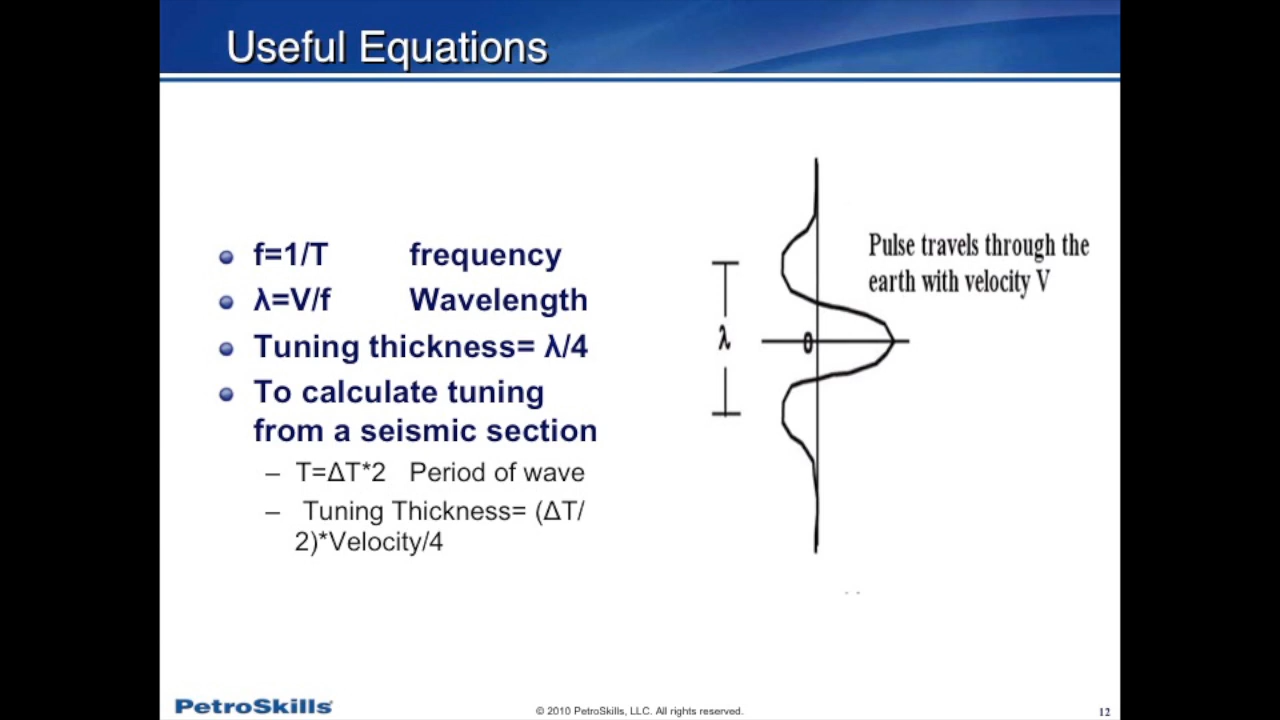 Useful Equations
f=1/T frequency
λ=V/f Wavelength
Tuning thickness= λ/4
To calculate tuning
from a seismic section
– T=ΔT*2 Period of wave
– Tuning Thickness= (ΔT/
2)*Velocity/4
Pulse travels through the
earth with velocity V
λ
0
PetroSkills
© 2010 PetroSkills, LLC. All rights reserved.
12